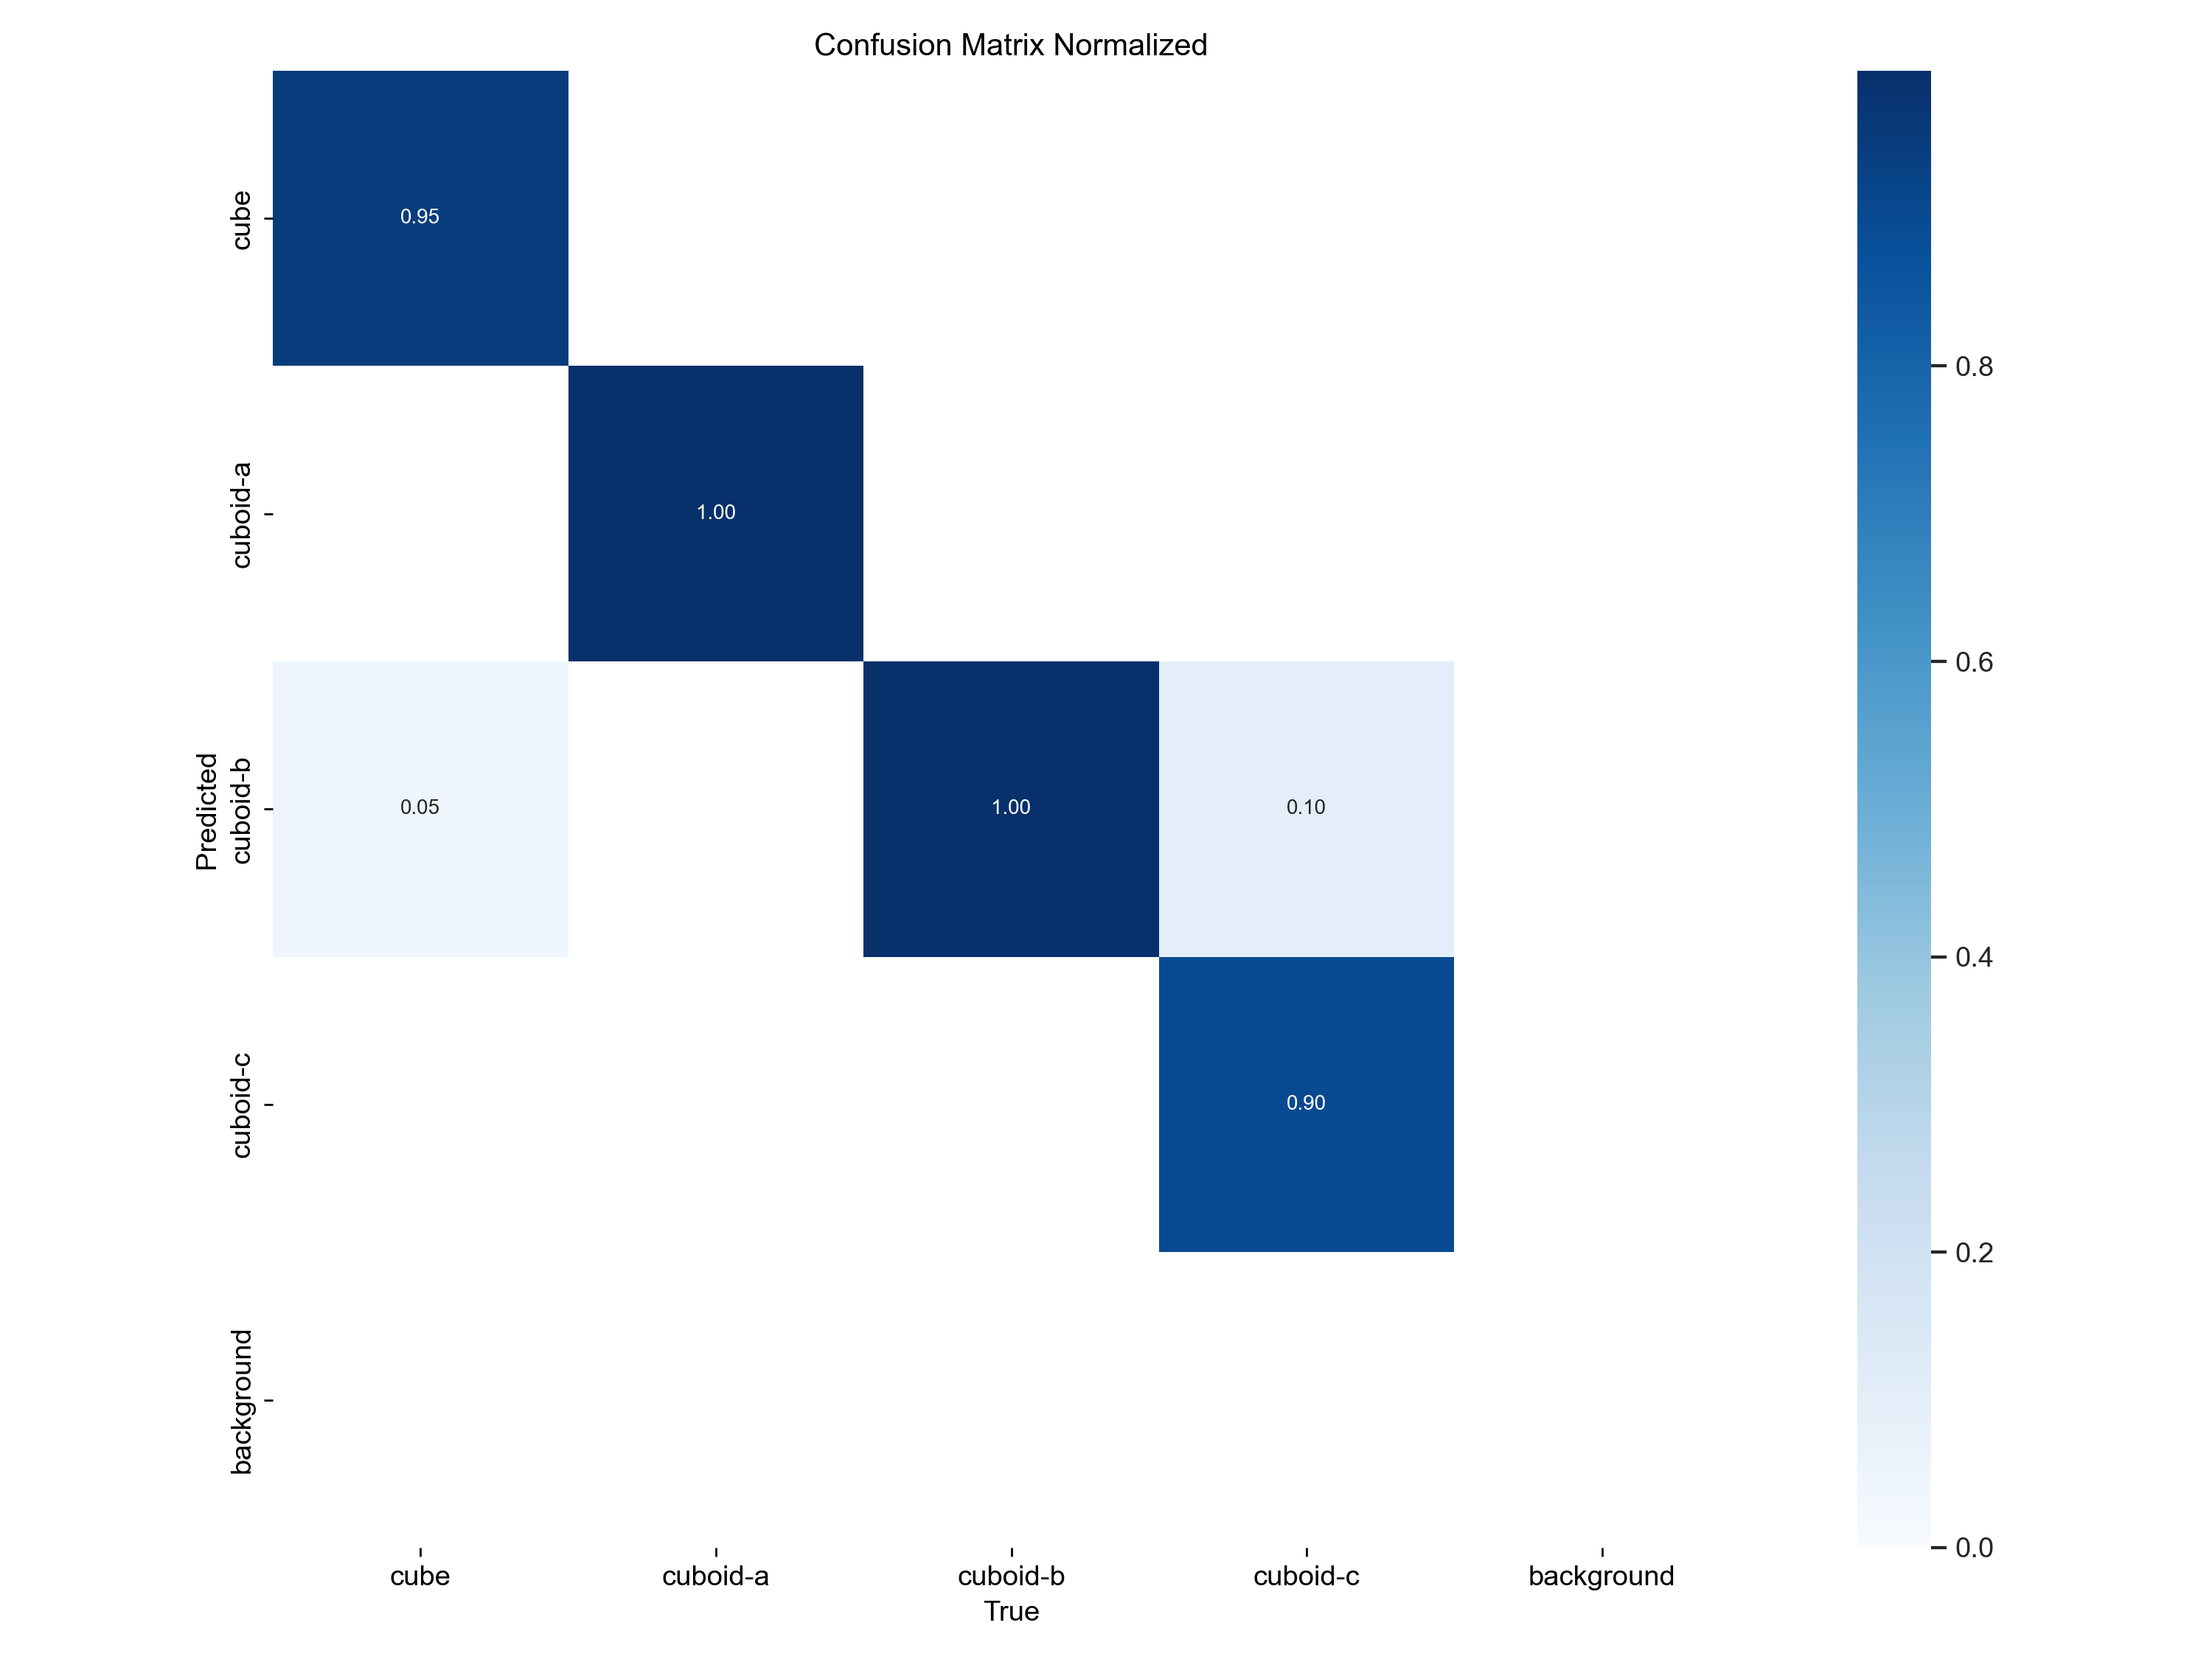 Confusion Matrix Normalized
cube
cuboid-a
cuboid-b
cuboid-c
background
Predicted
0.95
1.00
0.05
1.00
0.10
0.90
cube
cuboid-a
cuboid-b
cuboid-c
background
True
0.8
0.6
0.4
0.2
0.0